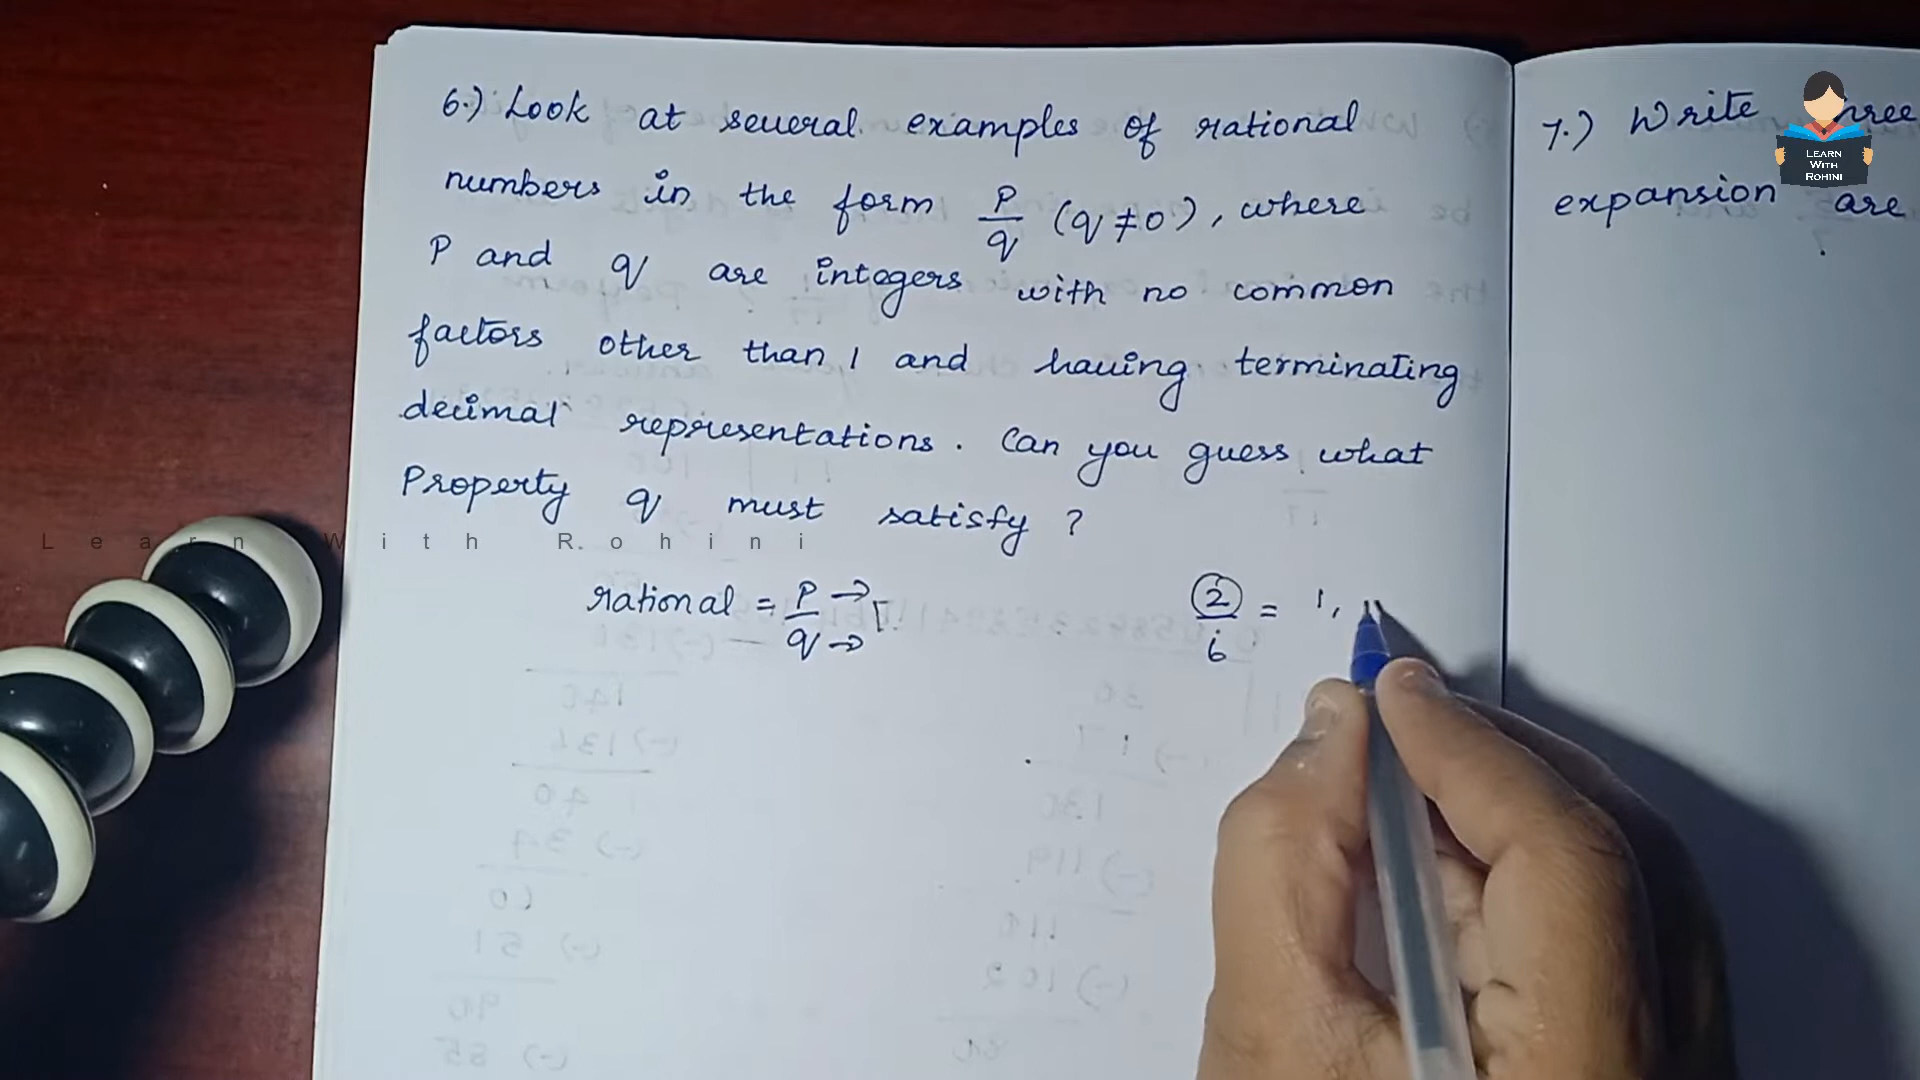 6.) Look at several examples of rational
numbers in the form p/q (q ≠ 0), where
P and q are integers with no common
factors other than 1 and having terminating
decimal representations. Can you guess what
Property q must satisfy ?
Learn With Rohini
rational = p/q → →
2/6 = 1,
7.) Write
expansion are
LEARN
WITH
ROHINI